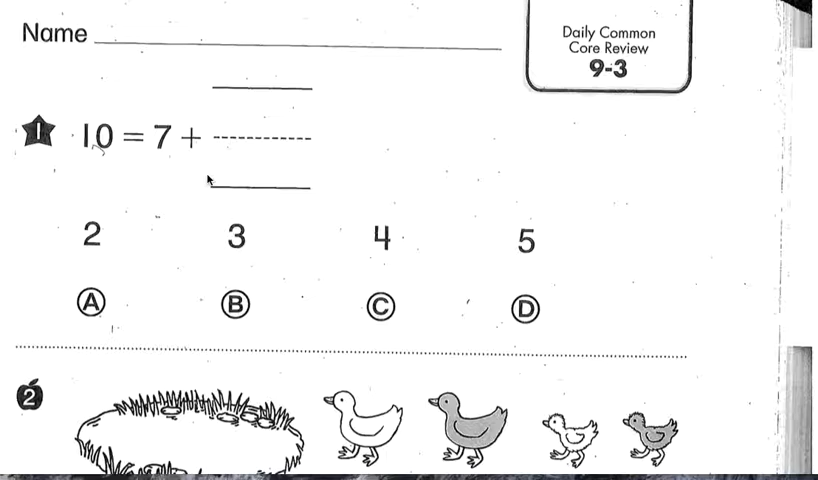 Name
Daily Common
Core Review
9-3
1
10 = 7 +
2 3 4 5
A B C D
2